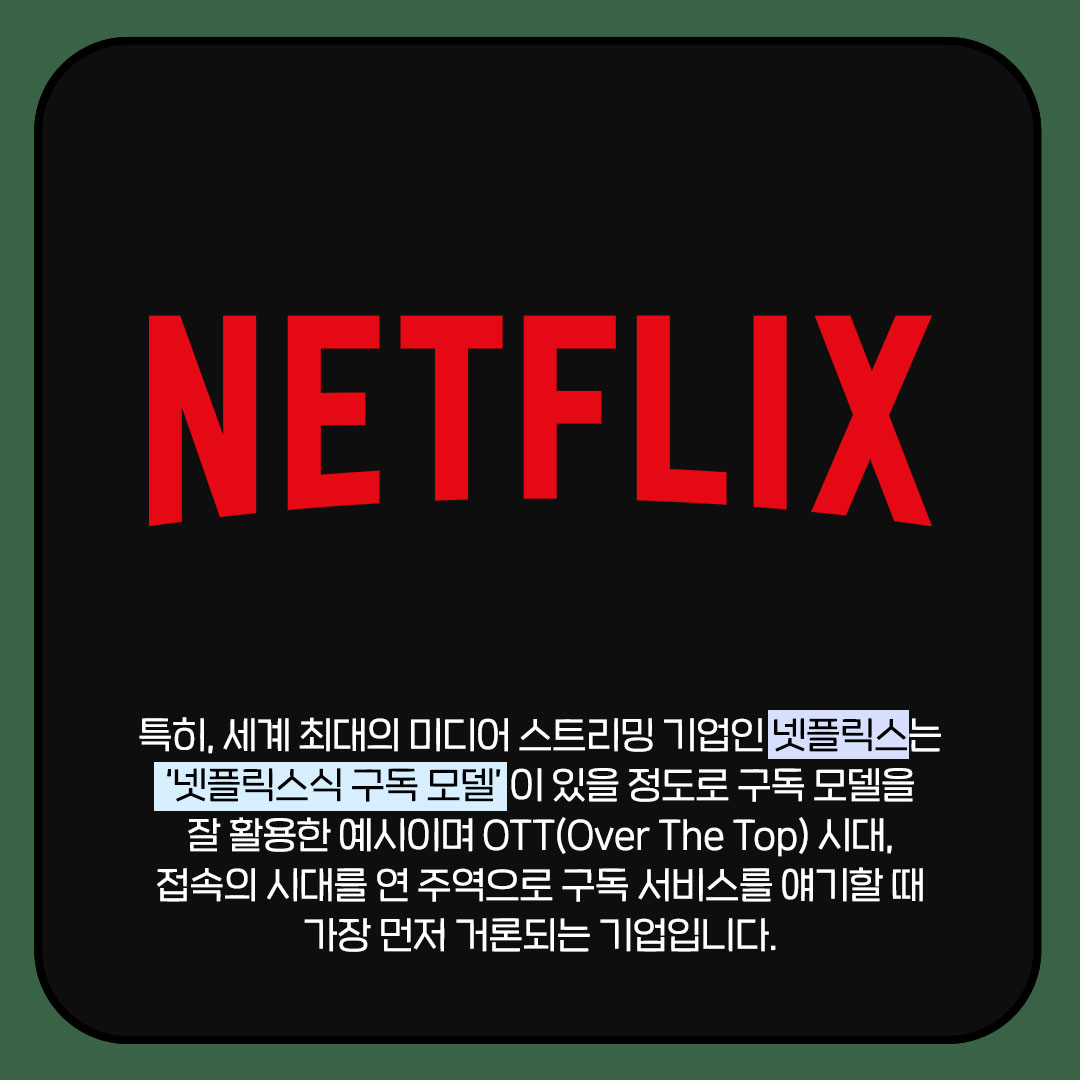 NETFLIX
특히, 세계 최대의 미디어 스트리밍 기업인 넷플릭스는
‘넷플릭스식 구독 모델’이 있을 정도로 구독 모델을
잘 활용한 예시이며 OTT(Over The Top) 시대,
접속의 시대를 연 주역으로 구독 서비스를 얘기할 때
가장 먼저 거론되는 기업입니다.